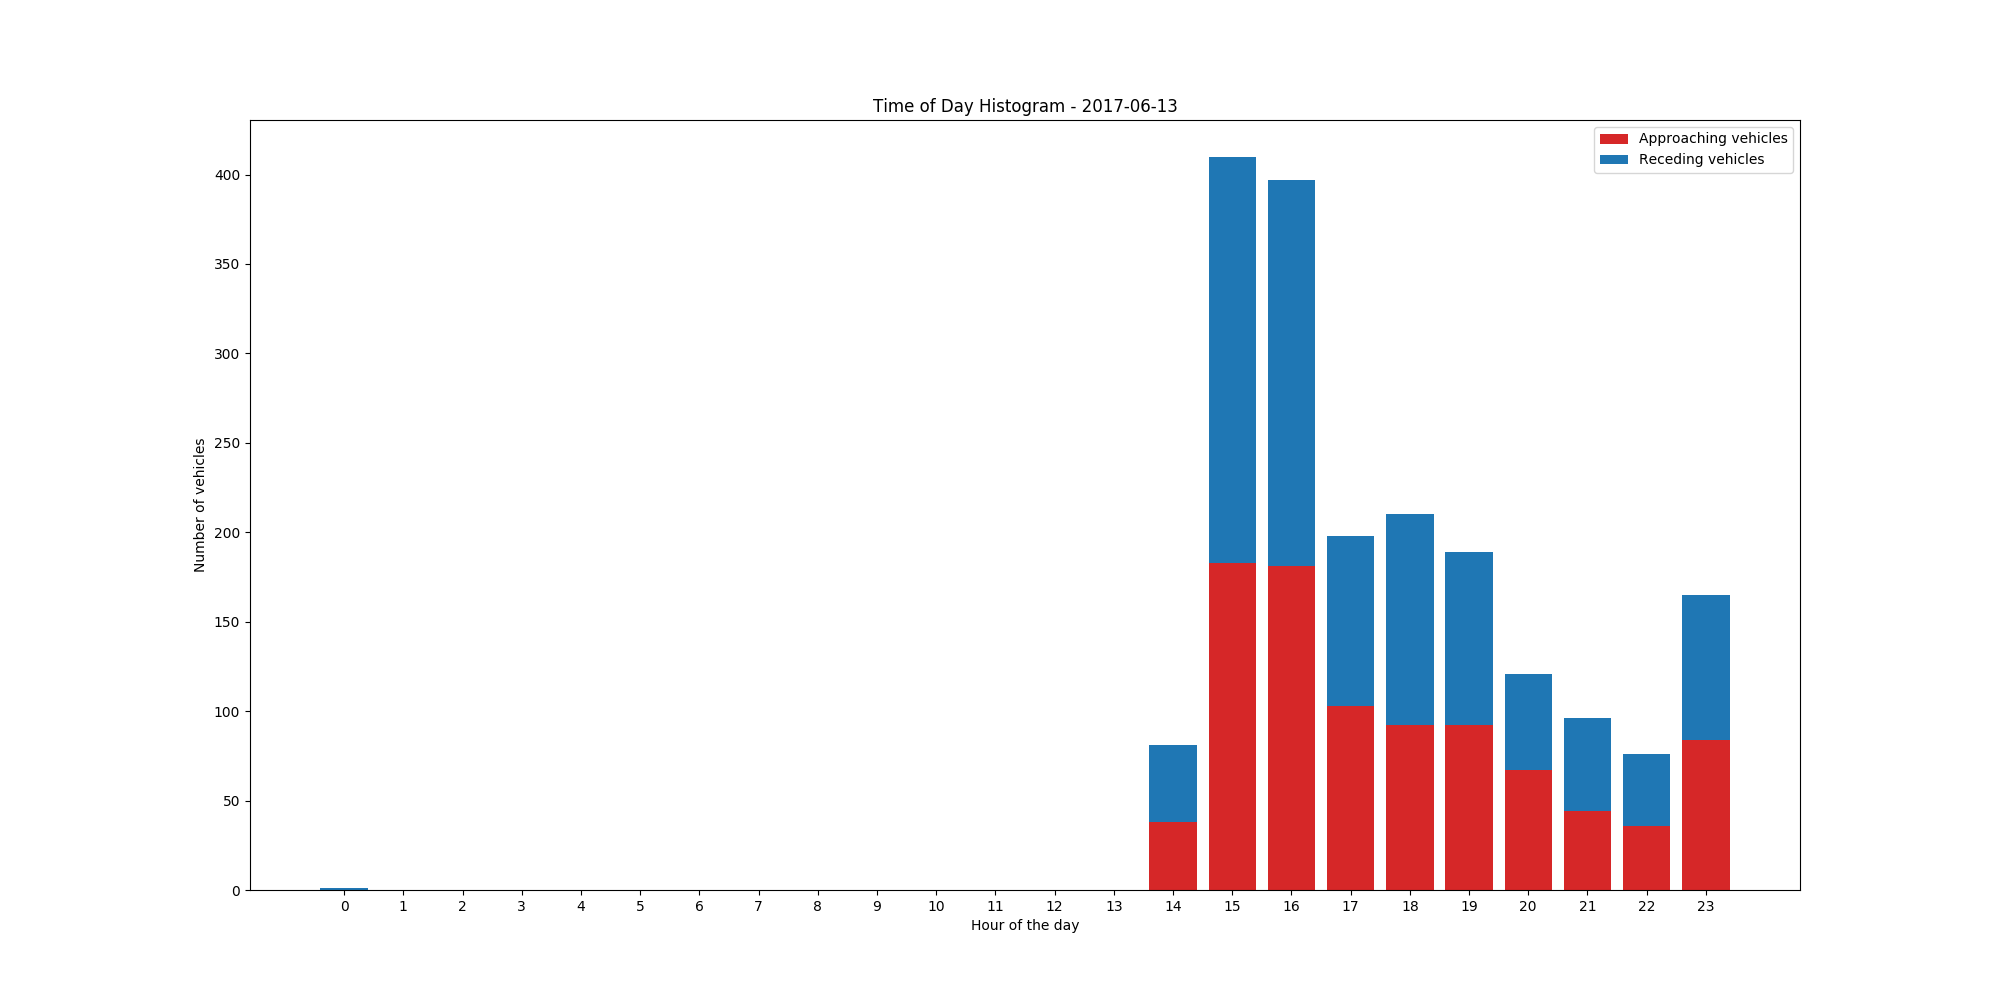 Time of Day Histogram - 2017-06-13
Approaching vehicles
Receding vehicles
400
350
300
250
200
150
100
50
0
Number of vehicles
0 1 2 3 4 5 6 7 8 9 10 11 12 13 14 15 16 17 18 19 20 21 22 23
Hour of the day